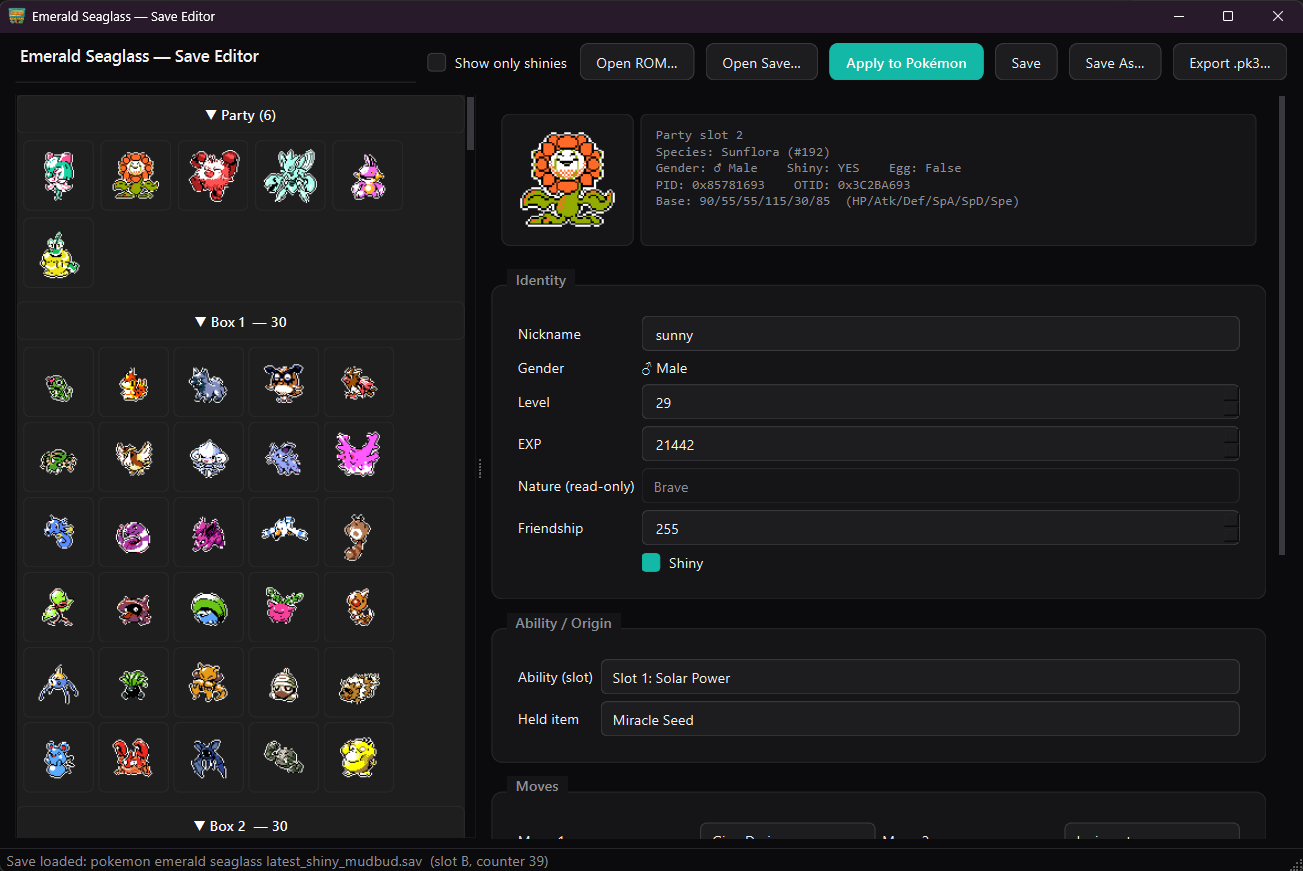 Emerald Seaglass — Save Editor
Emerald Seaglass — Save Editor
Show only shinies
Open ROM...
Open Save...
Apply to Pokémon
Save
Save As...
Export .pk3...
▼ Party (6)
▼ Box 1 — 30
▼ Box 2 — 30
Party slot 2
Species: Sunflora (#192)
Gender: ♂ Male Shiny: YES Egg: False
PID: 0x85781693 OTID: 0x3C2BA693
Base: 90/55/55/115/30/85 (HP/Atk/Def/SpA/SpD/Spe)
Identity
Nickname sunny
Gender ♂ Male
Level 29
EXP 21442
Nature (read-only) Brave
Friendship 255
Shiny
Ability / Origin
Ability (slot) Slot 1: Solar Power
Held item Miracle Seed
Moves
Save loaded: pokemon emerald seaglass latest_shiny_mudbud.sav (slot B, counter 39)